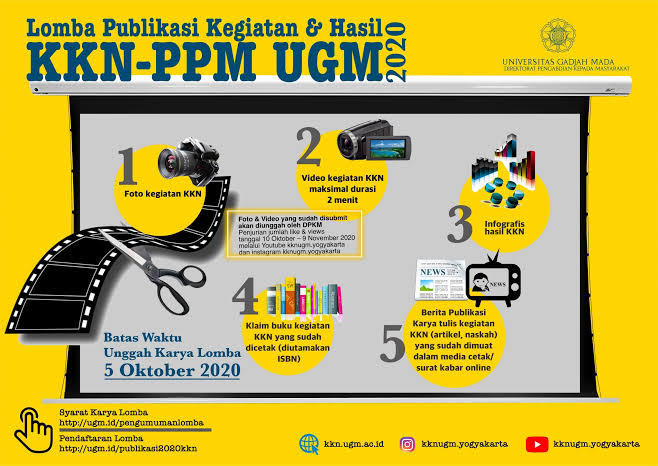 Lomba Publikasi Kegiatan & Hasil
KKN-PPM UGM
2020
UNIVERSITAS GADJAH MADA
DIREKTORAT PENGABDIAN KEPADA MASYARAKAT
1
Foto kegiatan KKN
2
Video kegiatan KKN
maksimal durasi
2 menit
Foto & Video yang sudah disubmit
akan diunggah oleh DPKM
Penjurian jumlah like & views
tanggal 10 Oktober – 9 November 2020
melalui Youtube kknugm.yogyakarta
dan instagram kknugm.yogyakarta
3
Infografis
hasil KKN
4
Klaim buku kegiatan
KKN yang sudah
dicetak (diutamakan
ISBN)
NEWS
NEWS
5
Berita Publikasi
Karya tulis kegiatan
KKN (artikel, naskah)
yang sudah dimuat
dalam media cetak/
surat kabar online
Batas Waktu
Unggah Karya Lomba
5 Oktober 2020
Syarat Karya Lomba
http://ugm.id/pengumumanlomba
Pendaftaran Lomba
http://ugm.id/publikasi2020kkn
kkn.ugm.ac.id
kknugm.yogyakarta
kknugm.yogyakarta